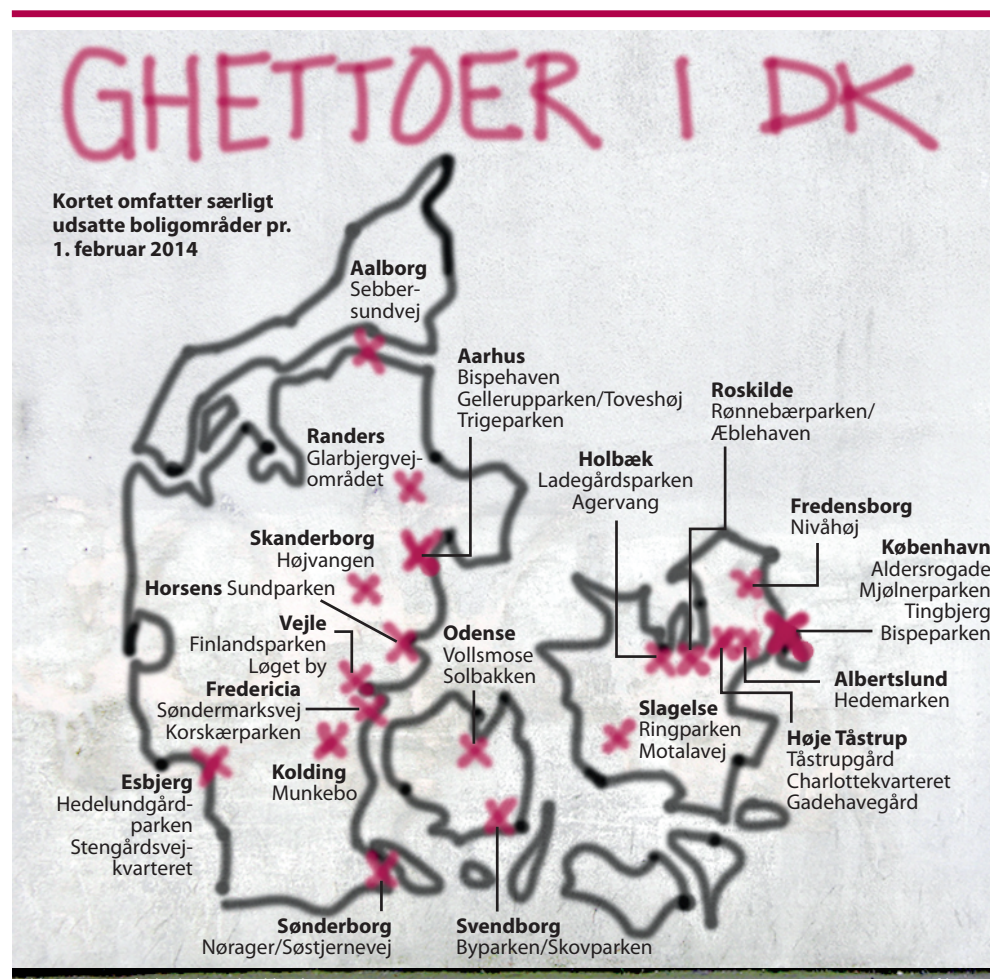 GHETTOER I DK
Kortet omfatter særligt
udsatte boligområder pr.
1. februar 2014
Aalborg
Sebber-
sundvej
Aarhus
Bispehaven
Gellerupparken/Toveshøj
Trigeparken
Roskilde
Rønnebærparken/
Æblehaven
Randers
Glarbjergvej-
området
Holbæk
Ladegårdsparken
Agervang
Fredensborg
Nivåhøj
Skanderborg
Højvangen
København
Aldersrogade
Mjølnerparken
Tingbjerg
Bispeparken
Horsens Sundparken
Vejle
Finlandsparken
Løget by
Odense
Vollsmose
Solbakken
Fredericia
Søndermarksvej
Korskærparken
Albertslund
Hedemarken
Slagelse
Ringparken
Motalavej
Høje Tåstrup
Tåstrupgård
Charlottekvarteret
Gadehavegård
Kolding
Munkebo
Esbjerg
Hedelundgård-
parken
Stengårdsvej-
kvarteret
Sønderborg
Nørager/Søstjernevej
Svendborg
Byparken/Skovparken